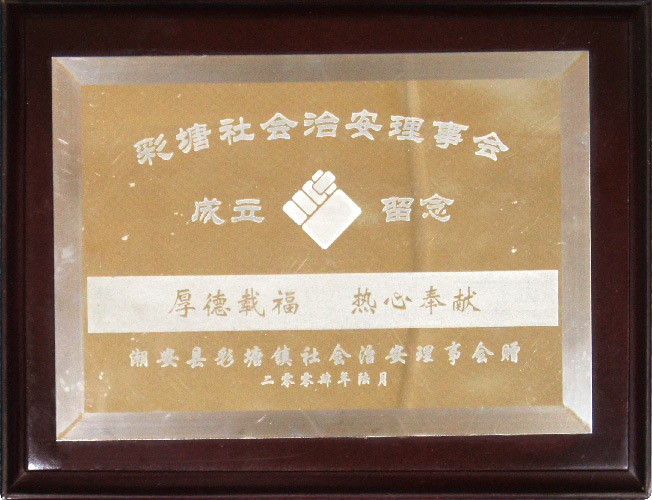 彩塘社会治安理事会
成立 留念
厚德载福 热心奉献
潮安县彩塘镇社会治安理事会赠
二零零肆年陆月